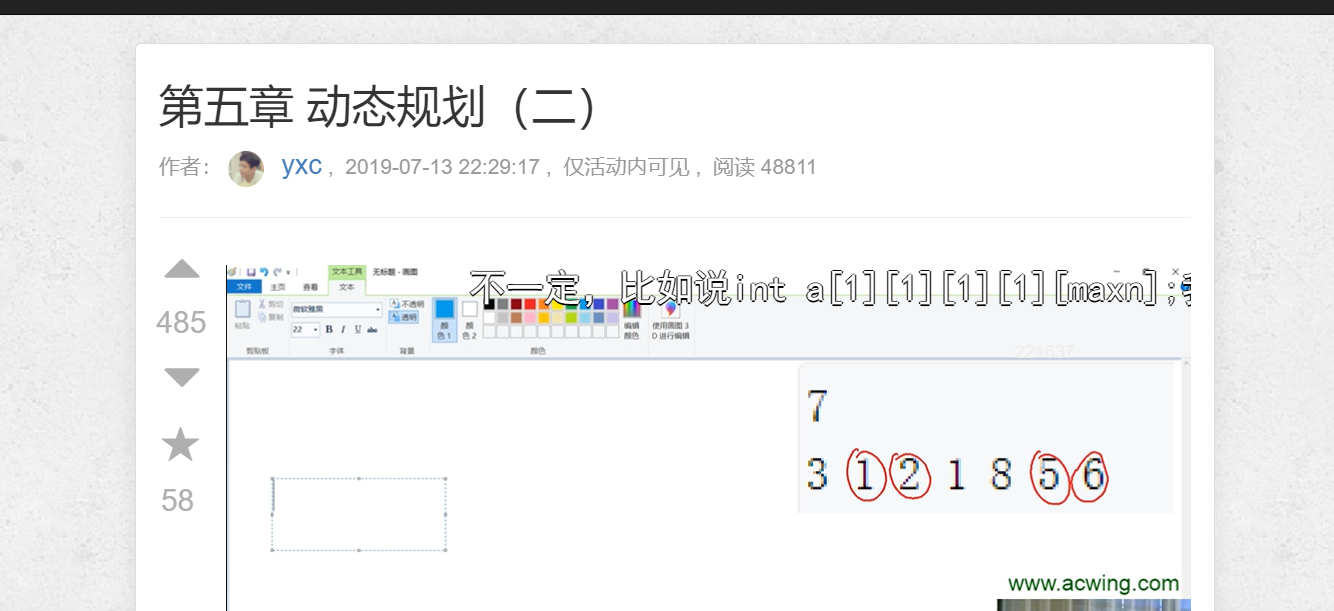 第五章 动态规划（二）
作者： yxc , 2019-07-13 22:29:17 , 仅活动内可见 , 阅读 48811
485
58
文本工具 无标题 - 画图
文件 主页 查看 文本
不一定，比如说int a[1][1][1][1][maxn];
粘贴 剪切 复制
微软雅黑
22 B I U abc
不透明
透明
颜色 1 颜色 2
编辑颜色
使用画图 3D 进行编辑
剪贴板 字体 背景 颜色
221637
7
3 1 2 1 8 5 6
www.acwing.com